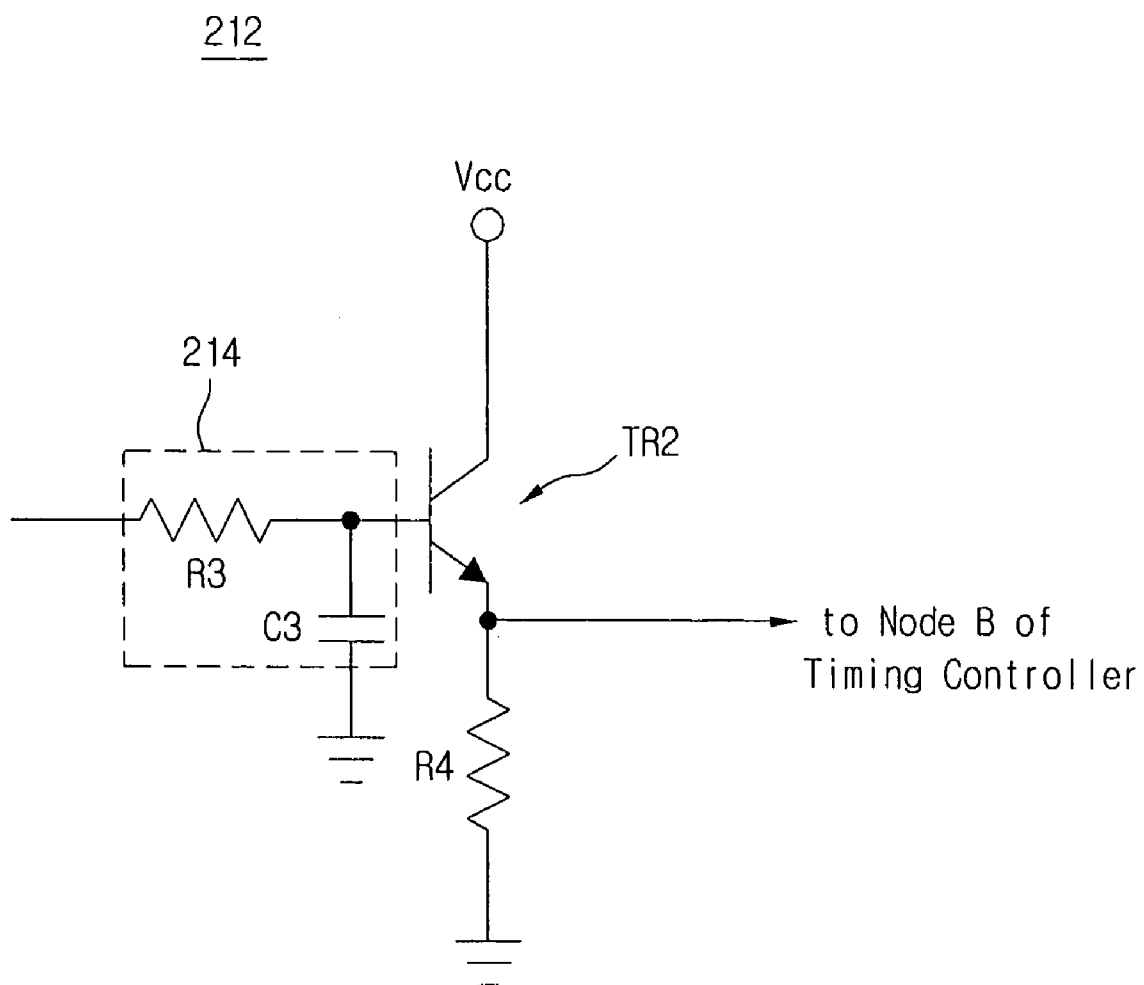 212
Vcc
214
TR2
R3
C3
to Node B of
Timing Controller
R4